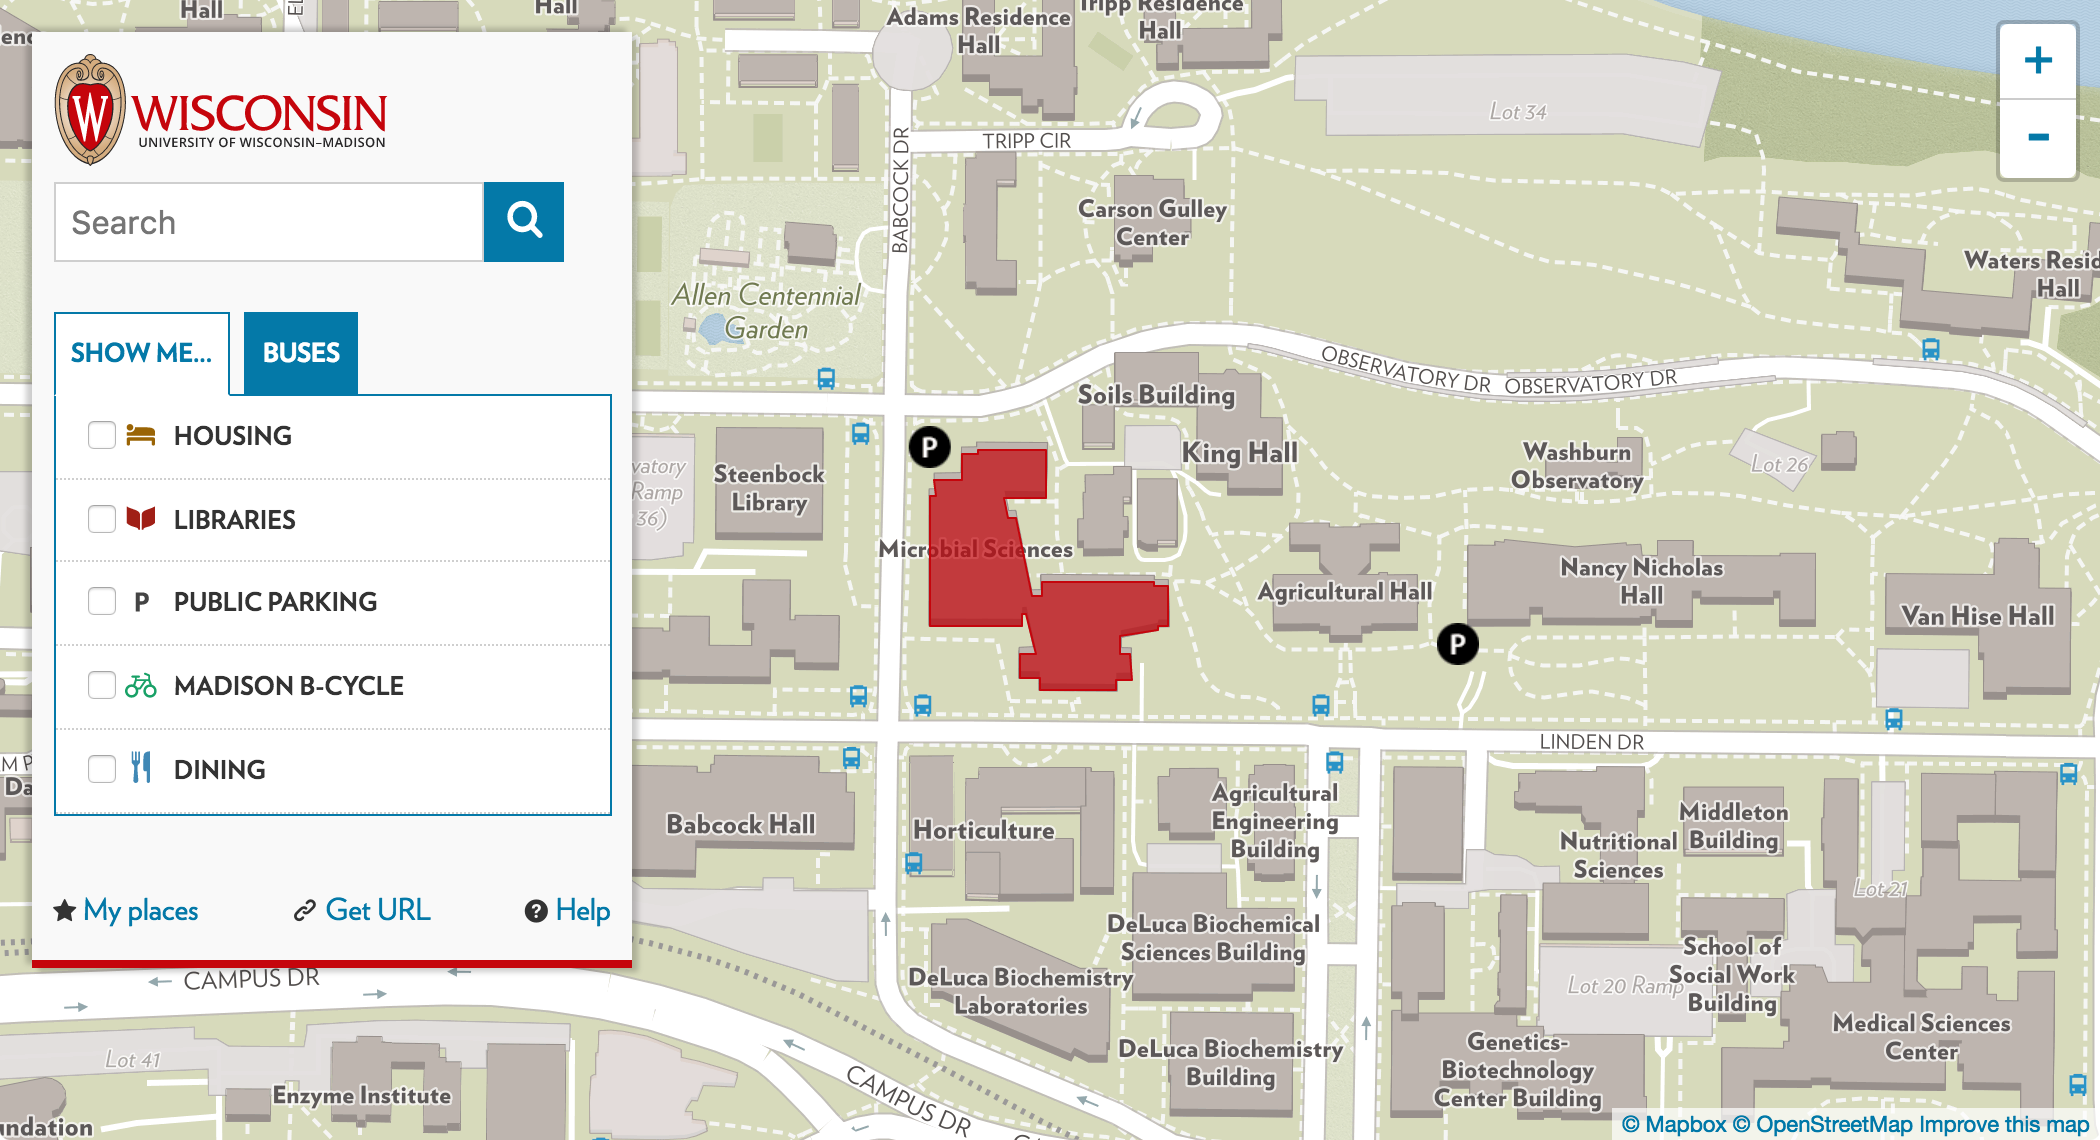 W
WISCONSIN
UNIVERSITY OF WISCONSIN–MADISON
Search
SHOW ME...
BUSES
HOUSING
LIBRARIES
P PUBLIC PARKING
MADISON B-CYCLE
DINING
My places
Get URL
? Help
+
-
Hall
Hall
Adams Residence
Hall
Tripp Residence
Hall
Lot 34
TRIPP CIR
BABCOCK DR
Carson Gulley
Center
Waters Resid
Hall
Allen Centennial
Garden
OBSERVATORY DR
OBSERVATORY DR
Soils Building
King Hall
P
Washburn
Observatory
Lot 26
vatory
Ramp
36)
Steenbock
Library
Microbial Sciences
Agricultural Hall
Nancy Nicholas
Hall
Van Hise Hall
P
LINDEN DR
M P
Da
Babcock Hall
Horticulture
Agricultural
Engineering
Building
Nutritional
Sciences
Middleton
Building
Lot 21
DeLuca Biochemical
Sciences Building
DeLuca Biochemistry
Laboratories
School of
Social Work
Building
Lot 20 Ramp
CAMPUS DR
Medical Sciences
Center
DeLuca Biochemistry
Building
Genetics-
Biotechnology
Center Building
Lot 41
Enzyme Institute
CAMPUS DR
undation
© Mapbox © OpenStreetMap Improve this map